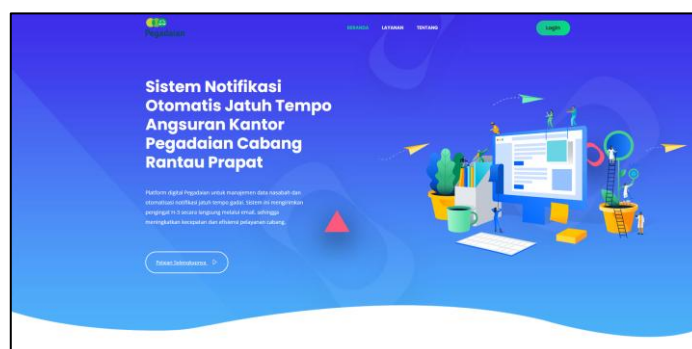 Pegadaian
BERANDA LAYANAN TENTANG
Login
Sistem Notifikasi
Otomatis Jatuh Tempo
Angsuran Kantor
Pegadaian Cabang
Rantau Prapat
Platform digital Pegadaian untuk manajemen data nasabah dan
otomatisasi notifikasi jatuh tempo gadai. Sistem ini mengirimkan
pengingat H-3 secara langsung melalui email, sehingga
meningkatkan kecepatan dan efisiensi pelayanan cabang.
Pelajari Selengkapnya